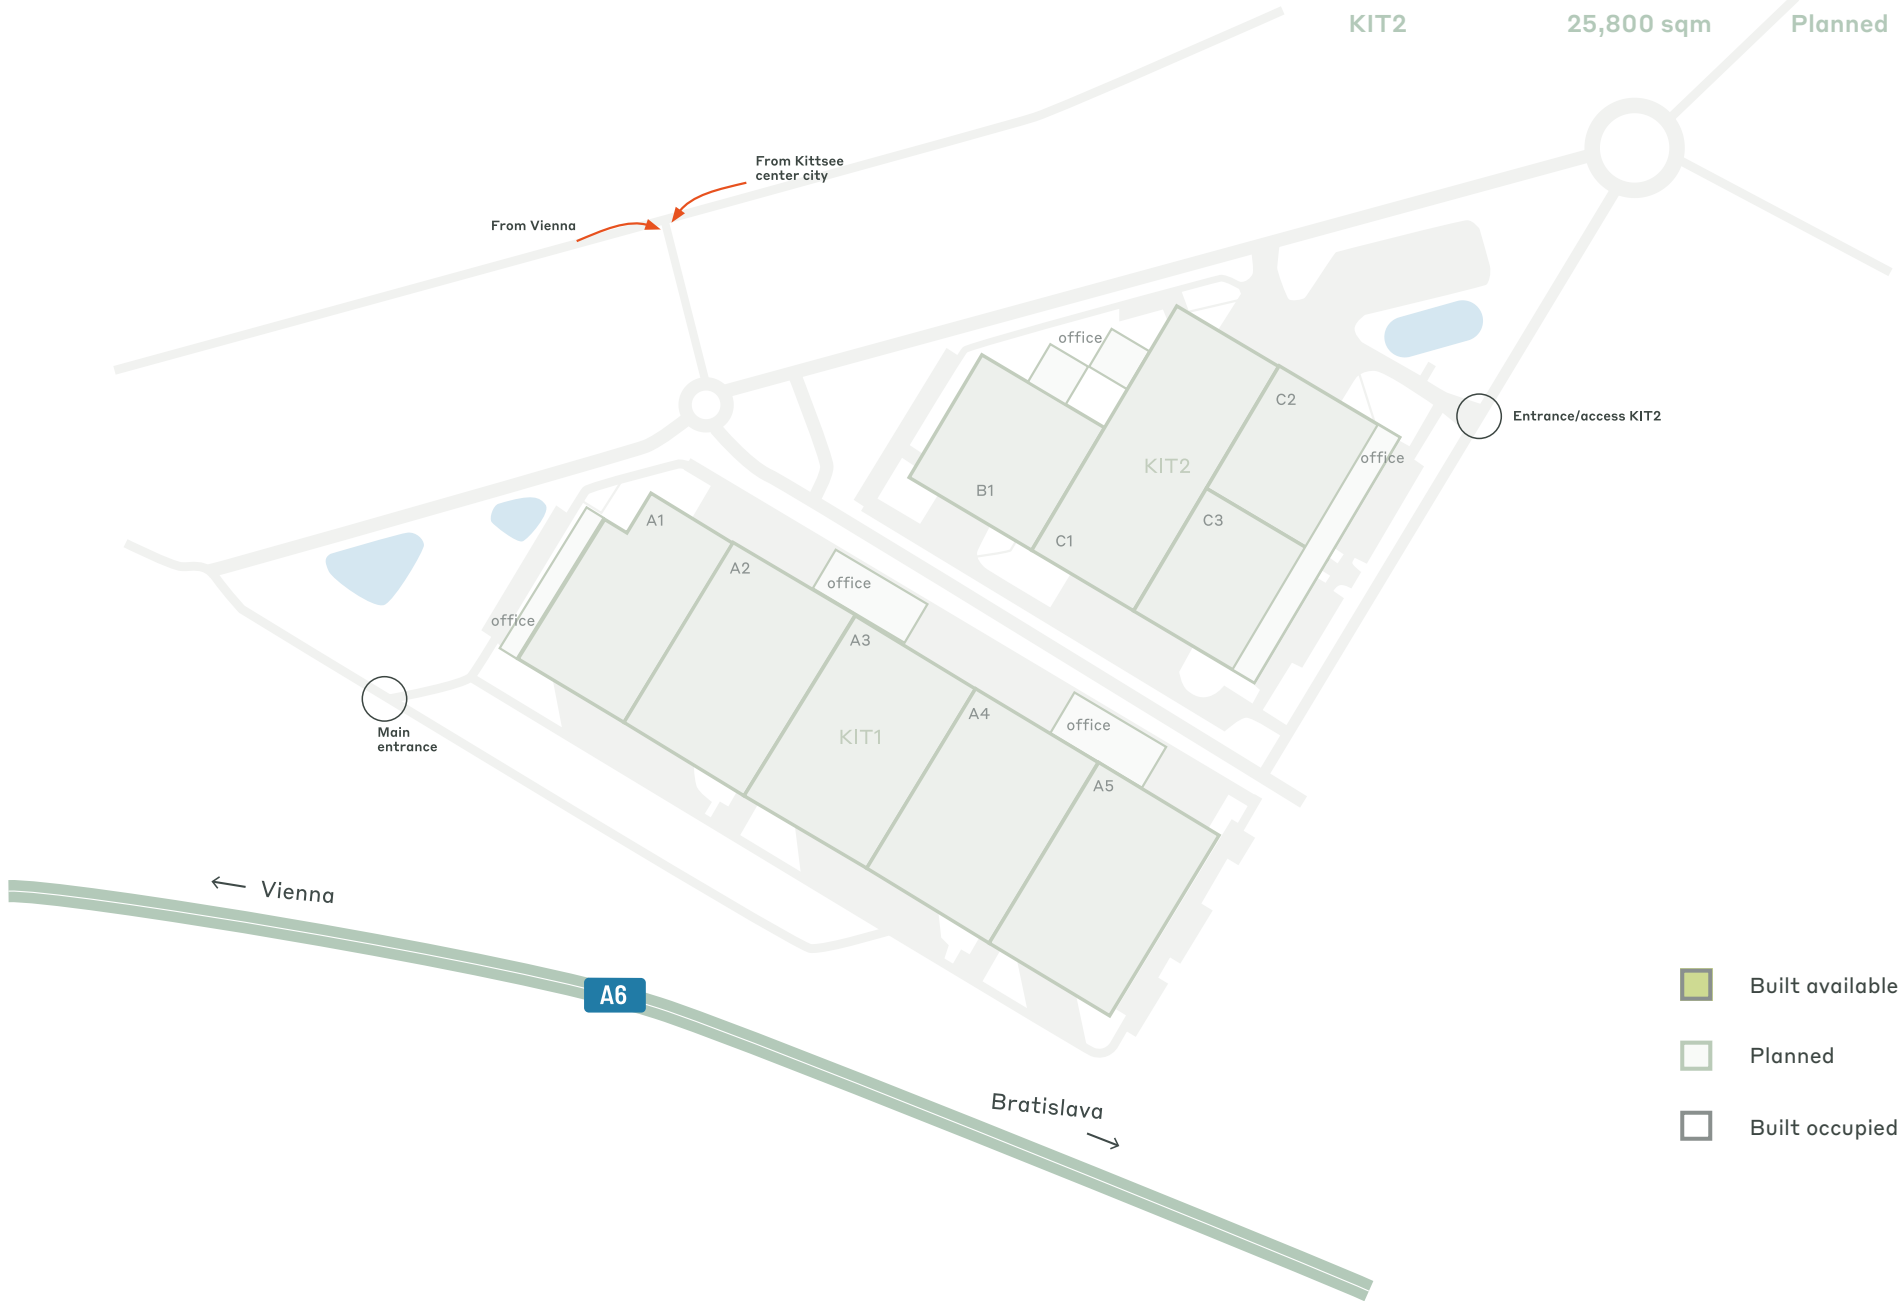 KIT2 25,800 sqm Planned
From Kittsee
center city
From Vienna
office
C2
Entrance/access KIT2
office
KIT2
B1
C3
C1
A1
A2
office
office
A3
A4
office
KIT1
Main
entrance
A5
← Vienna
A6
Bratislava →
Built available
Planned
Built occupied